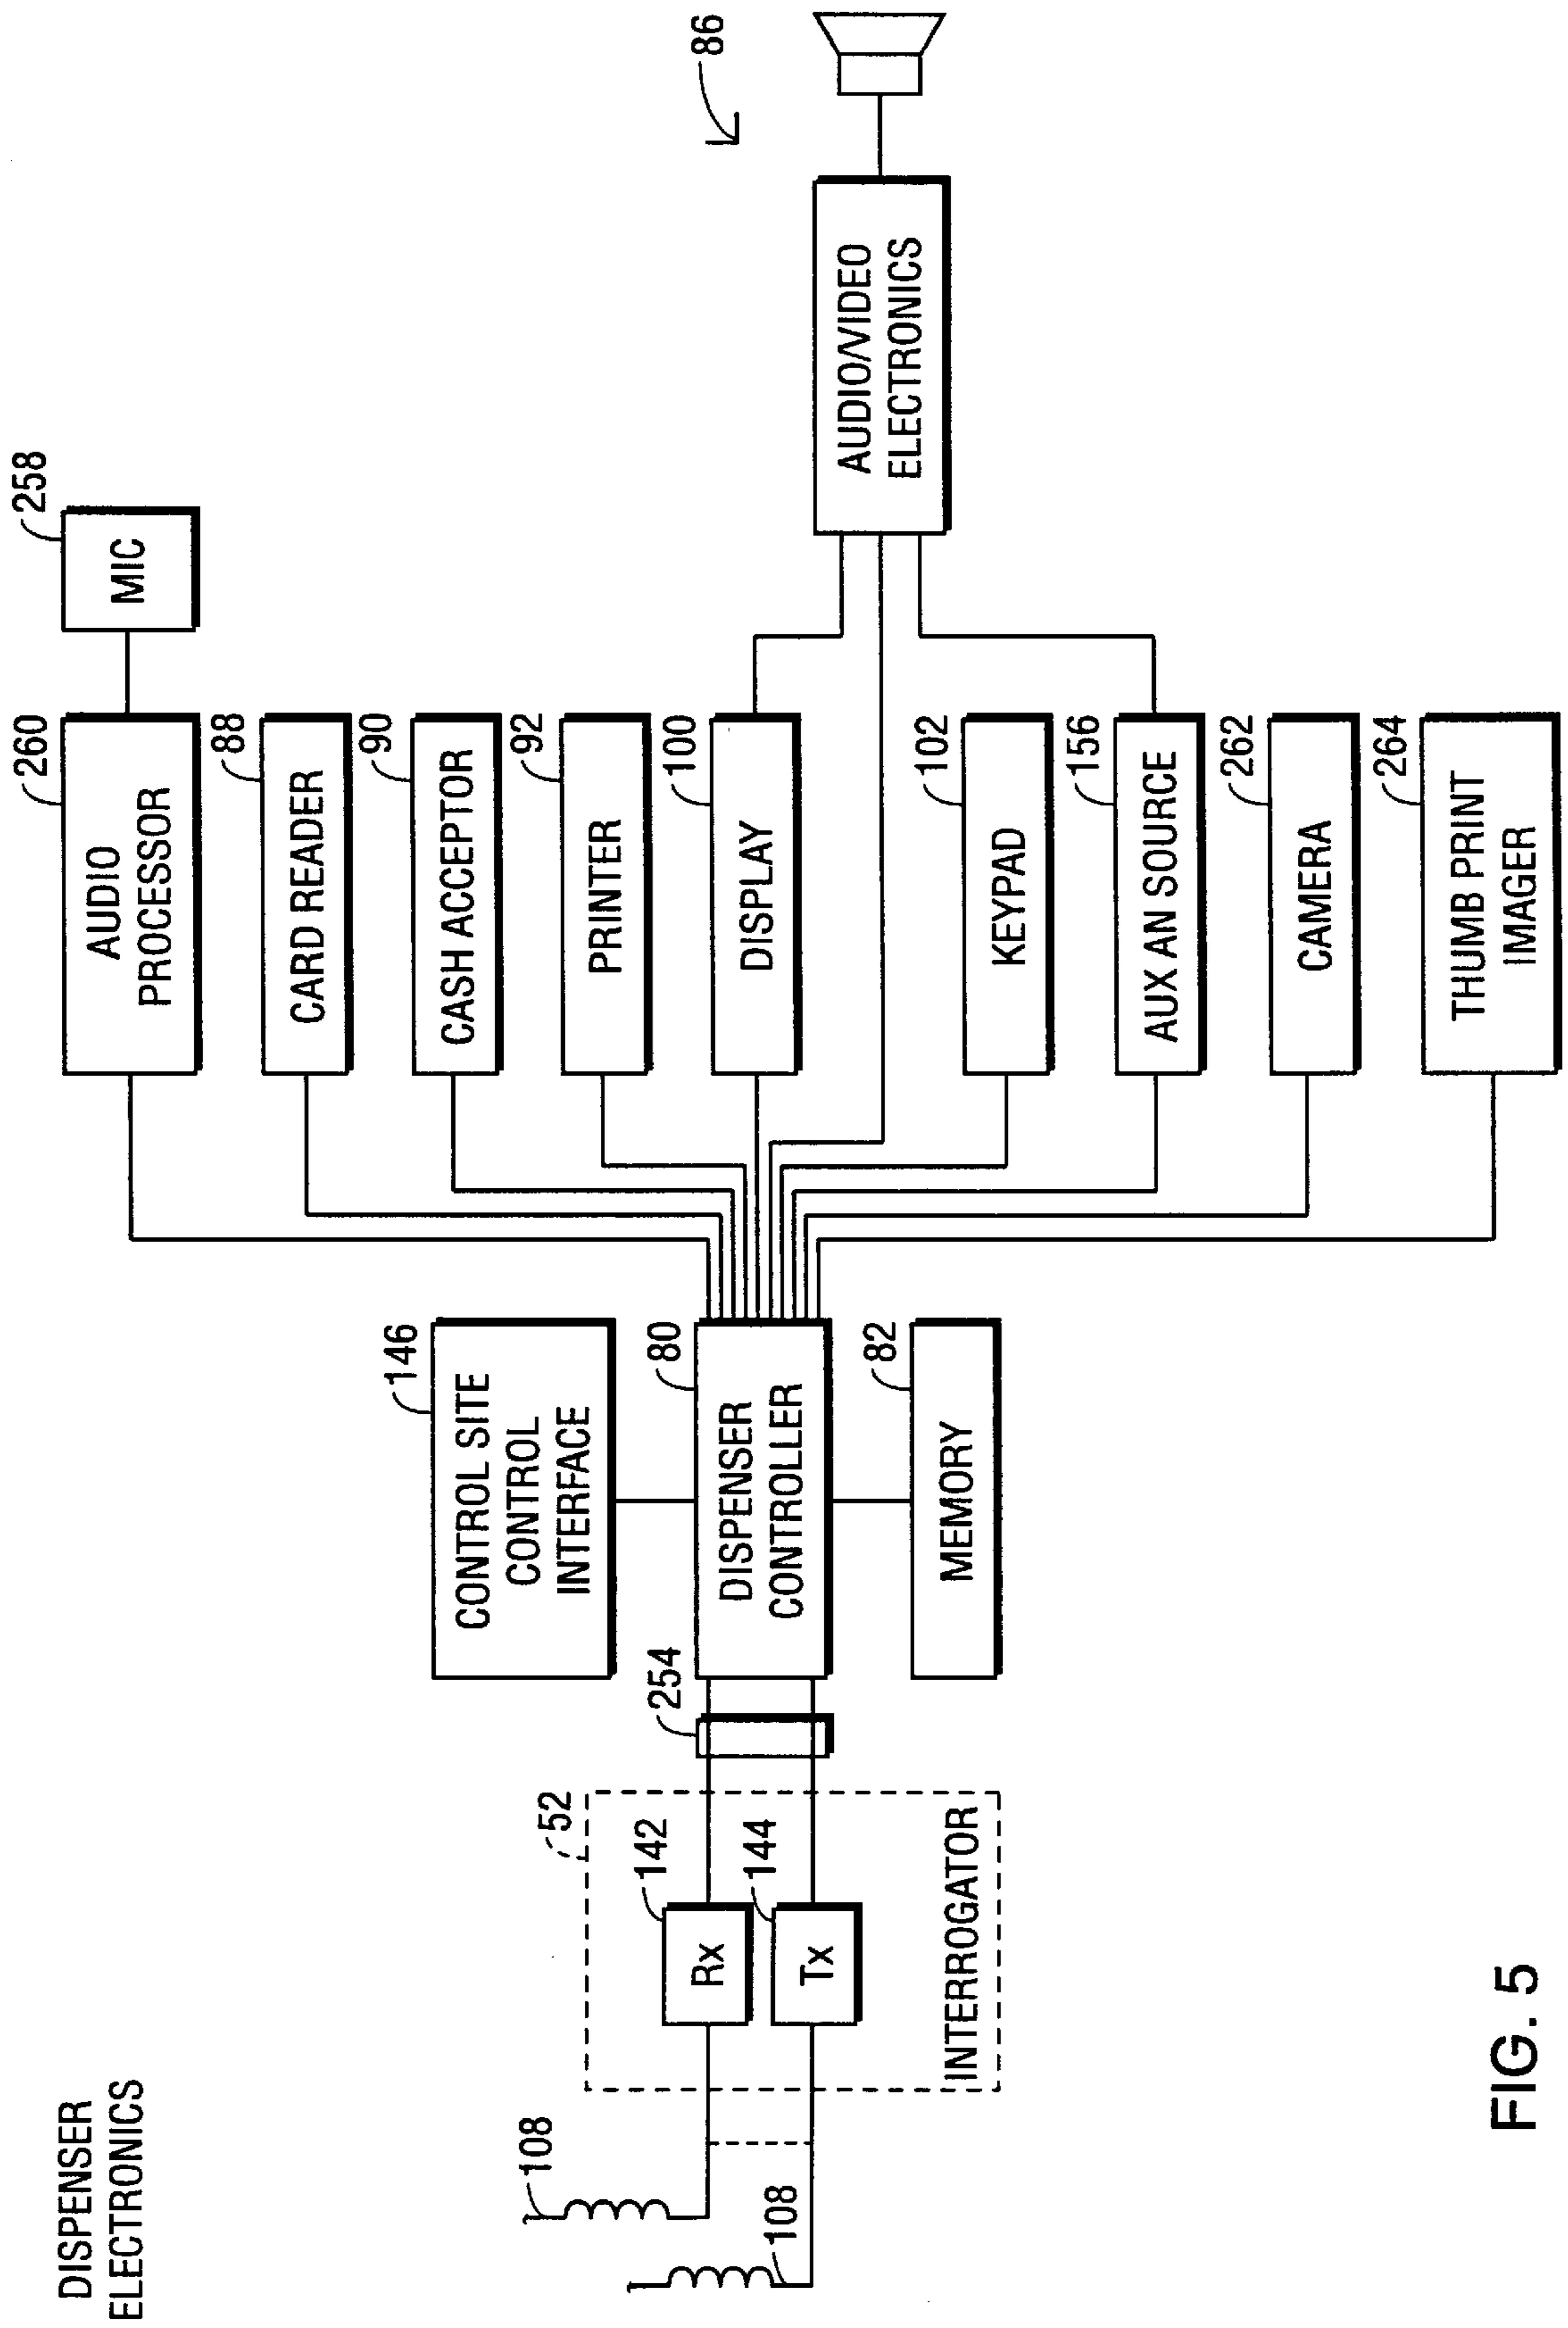 DISPENSER
ELECTRONICS
108
108
52
142
Rx
144
Tx
INTERROGATOR
254
146
CONTROL SITE
CONTROL
INTERFACE
80
DISPENSER
CONTROLLER
82
MEMORY
260
AUDIO
PROCESSOR
258
MIC
88
CARD READER
90
CASH ACCEPTOR
92
PRINTER
100
DISPLAY
102
KEYPAD
156
AUX AN SOURCE
262
CAMERA
264
THUMB PRINT
IMAGER
86
AUDIO/VIDEO
ELECTRONICS
FIG. 5